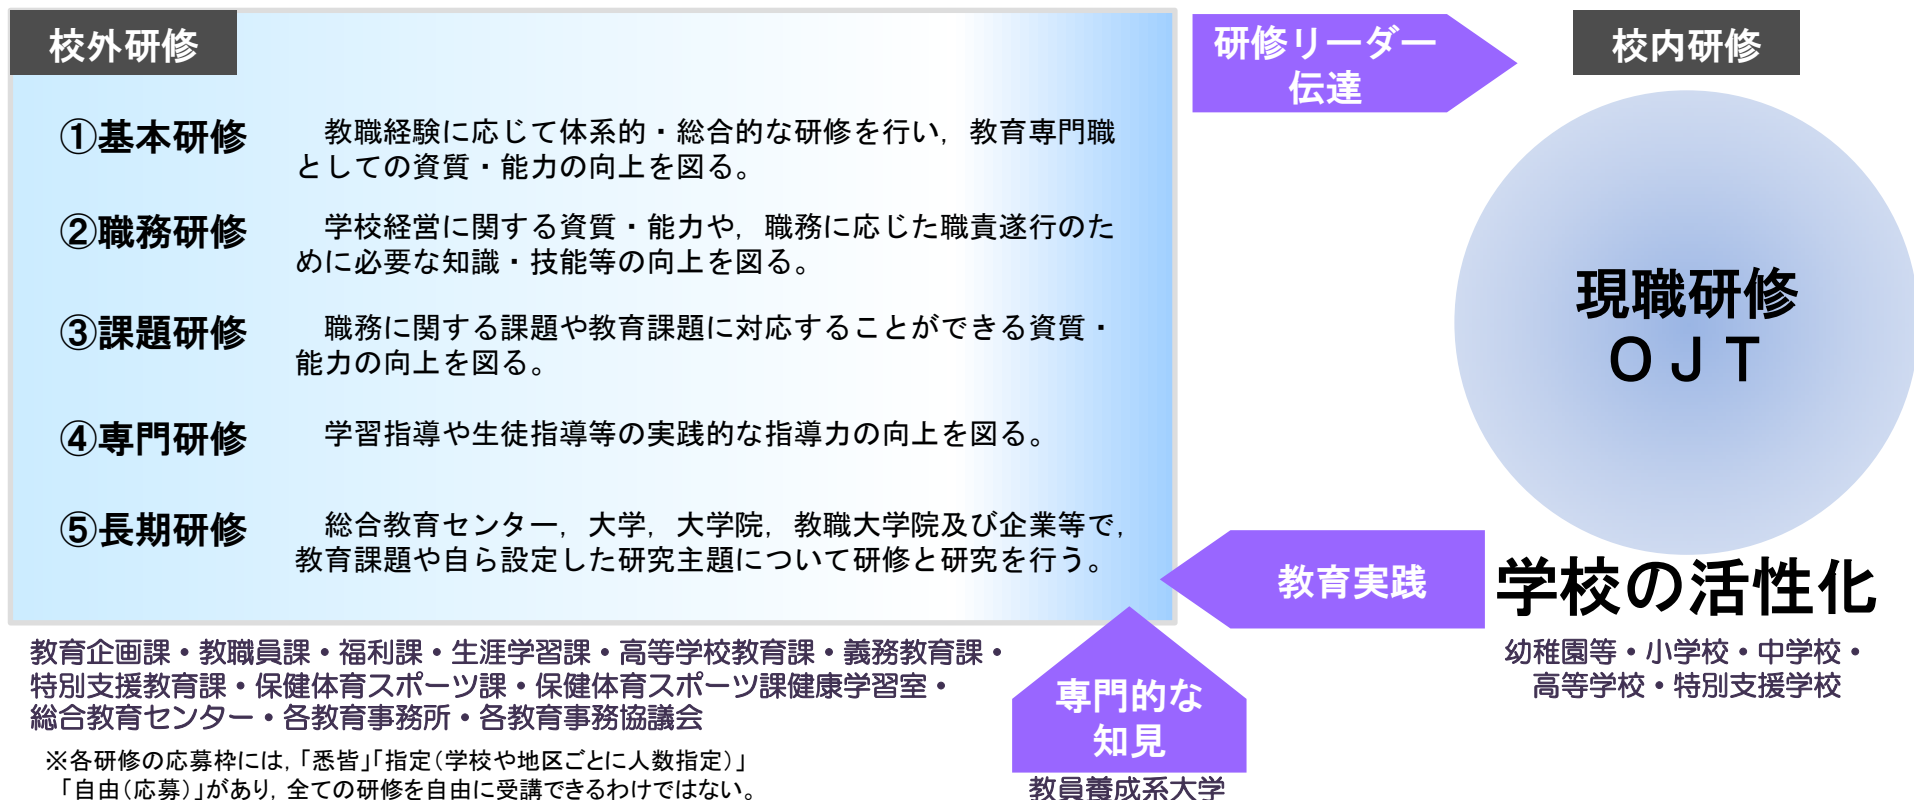 校外研修
①基本研修
教職経験に応じて体系的・総合的な研修を行い，教育専門職
としての資質・能力の向上を図る。
②職務研修
学校経営に関する資質・能力や，職務に応じた職責遂行のた
めに必要な知識・技能等の向上を図る。
③課題研修
職務に関する課題や教育課題に対応することができる資質・
能力の向上を図る。
④専門研修
学習指導や生徒指導等の実践的な指導力の向上を図る。
⑤長期研修
総合教育センター，大学，大学院，教職大学院及び企業等で，
教育課題や自ら設定した研究主題について研修と研究を行う。
教育企画課・教職員課・福利課・生涯学習課・高等学校教育課・義務教育課・
特別支援教育課・保健体育スポーツ課・保健体育スポーツ課健康学習室・
総合教育センター・各教育事務所・各教育事務協議会
※各研修の応募枠には，「悉皆」「指定（学校や地区ごとに人数指定）」
「自由（応募）」があり，全ての研修を自由に受講できるわけではない。
研修リーダー
伝達
校内研修
現職研修
ＯＪＴ
教育実践
学校の活性化
幼稚園等・小学校・中学校・
高等学校・特別支援学校
専門的な
知見
教員養成系大学